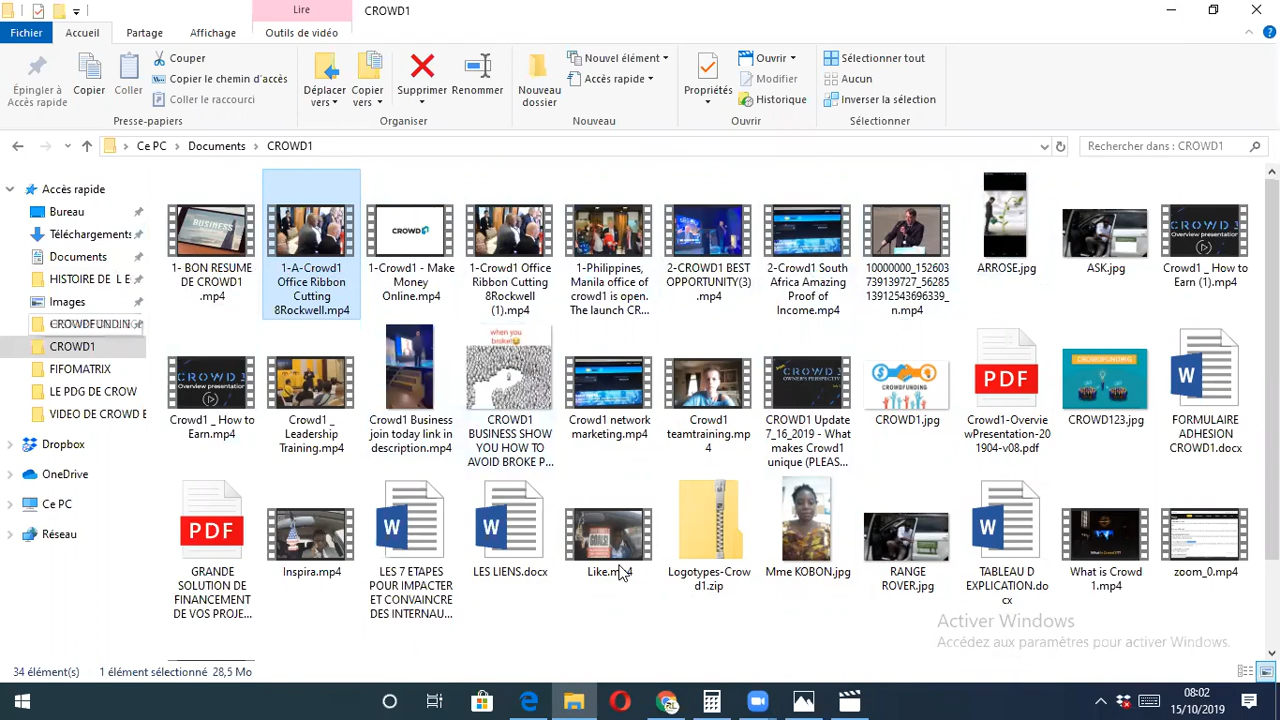 Lire
CROWD1
Fichier
Accueil
Partage
Affichage
Outils de vidéo
Épingler à
Accès rapide
Copier
Coller
Couper
Copier le chemin d'accès
Coller le raccourci
Presse-papiers
Déplacer
vers
Copier
vers
Supprimer
Renommer
Organiser
Nouveau
dossier
Nouvel élément
Accès rapide
Nouveau
Propriétés
Ouvrir
Modifier
Historique
Ouvrir
Sélectionner tout
Aucun
Inverser la sélection
Sélectionner
Ce PC > Documents > CROWD1
Rechercher dans : CROWD1
Accès rapide
Bureau
Téléchargements
Documents
HISTOIRE DE L E
Images
CROWDFUNDING
CROWD1
FIFOMATRIX
LE PDG DE CROW
VIDEO DE CROWD E
Dropbox
OneDrive
Ce PC
Réseau
1- BON RESUME
DE CROWD1
.mp4
1-A-Crowd1
Office Ribbon
Cutting
8Rockwell.mp4
1-Crowd1 - Make
Money
Online.mp4
1-Crowd1 Office
Ribbon Cutting
8Rockwell
(1).mp4
1-Philippines,
Manila office of
crowd1 is open.
The launch CR...
2-CROWD1 BEST
OPPORTUNITY(3)
.mp4
2-Crowd1 South
Africa Amazing
Proof of
Income.mp4
10000000_152603
739139727_56285
13912543696339_
n.mp4
ARROSE.jpg
ASK.jpg
Crowd1 _ How to
Earn (1).mp4
Crowd1 _ How to
Earn.mp4
Crowd1 _
Leadership
Training.mp4
Crowd1 Business
join today link in
description.mp4
when you
broke!
CROWD1
BUSINESS SHOW
YOU HOW TO
AVOID BROKE P...
Crowd1 network
marketing.mp4
Crowd1
teamtraining.mp
4
CROWD1 Update
7_16_2019 - What
makes Crowd1
unique (PLEAS...
CROWD1.jpg
Crowd1-Overvie
wPresentation-20
1904-v08.pdf
CROWD123.jpg
FORMULAIRE
ADHESION
CROWD1.docx
GRANDE
SOLUTION DE
FINANCEMENT
DE VOS PROJE...
Inspira.mp4
LES 7 ETAPES
POUR IMPACTER
ET CONVAINCRE
DES INTERNAU...
LES LIENS.docx
Like.mp4
Logotypes-Crow
d1.zip
Mme KOBON.jpg
RANGE
ROVER.jpg
TABLEAU D
EXPLICATION.do
cx
What is Crowd
1.mp4
zoom_0.mp4
Activer Windows
Accédez aux paramètres pour activer Windows.
34 élément(s)
1 élément sélectionné 28,5 Mo
08:02
15/10/2019